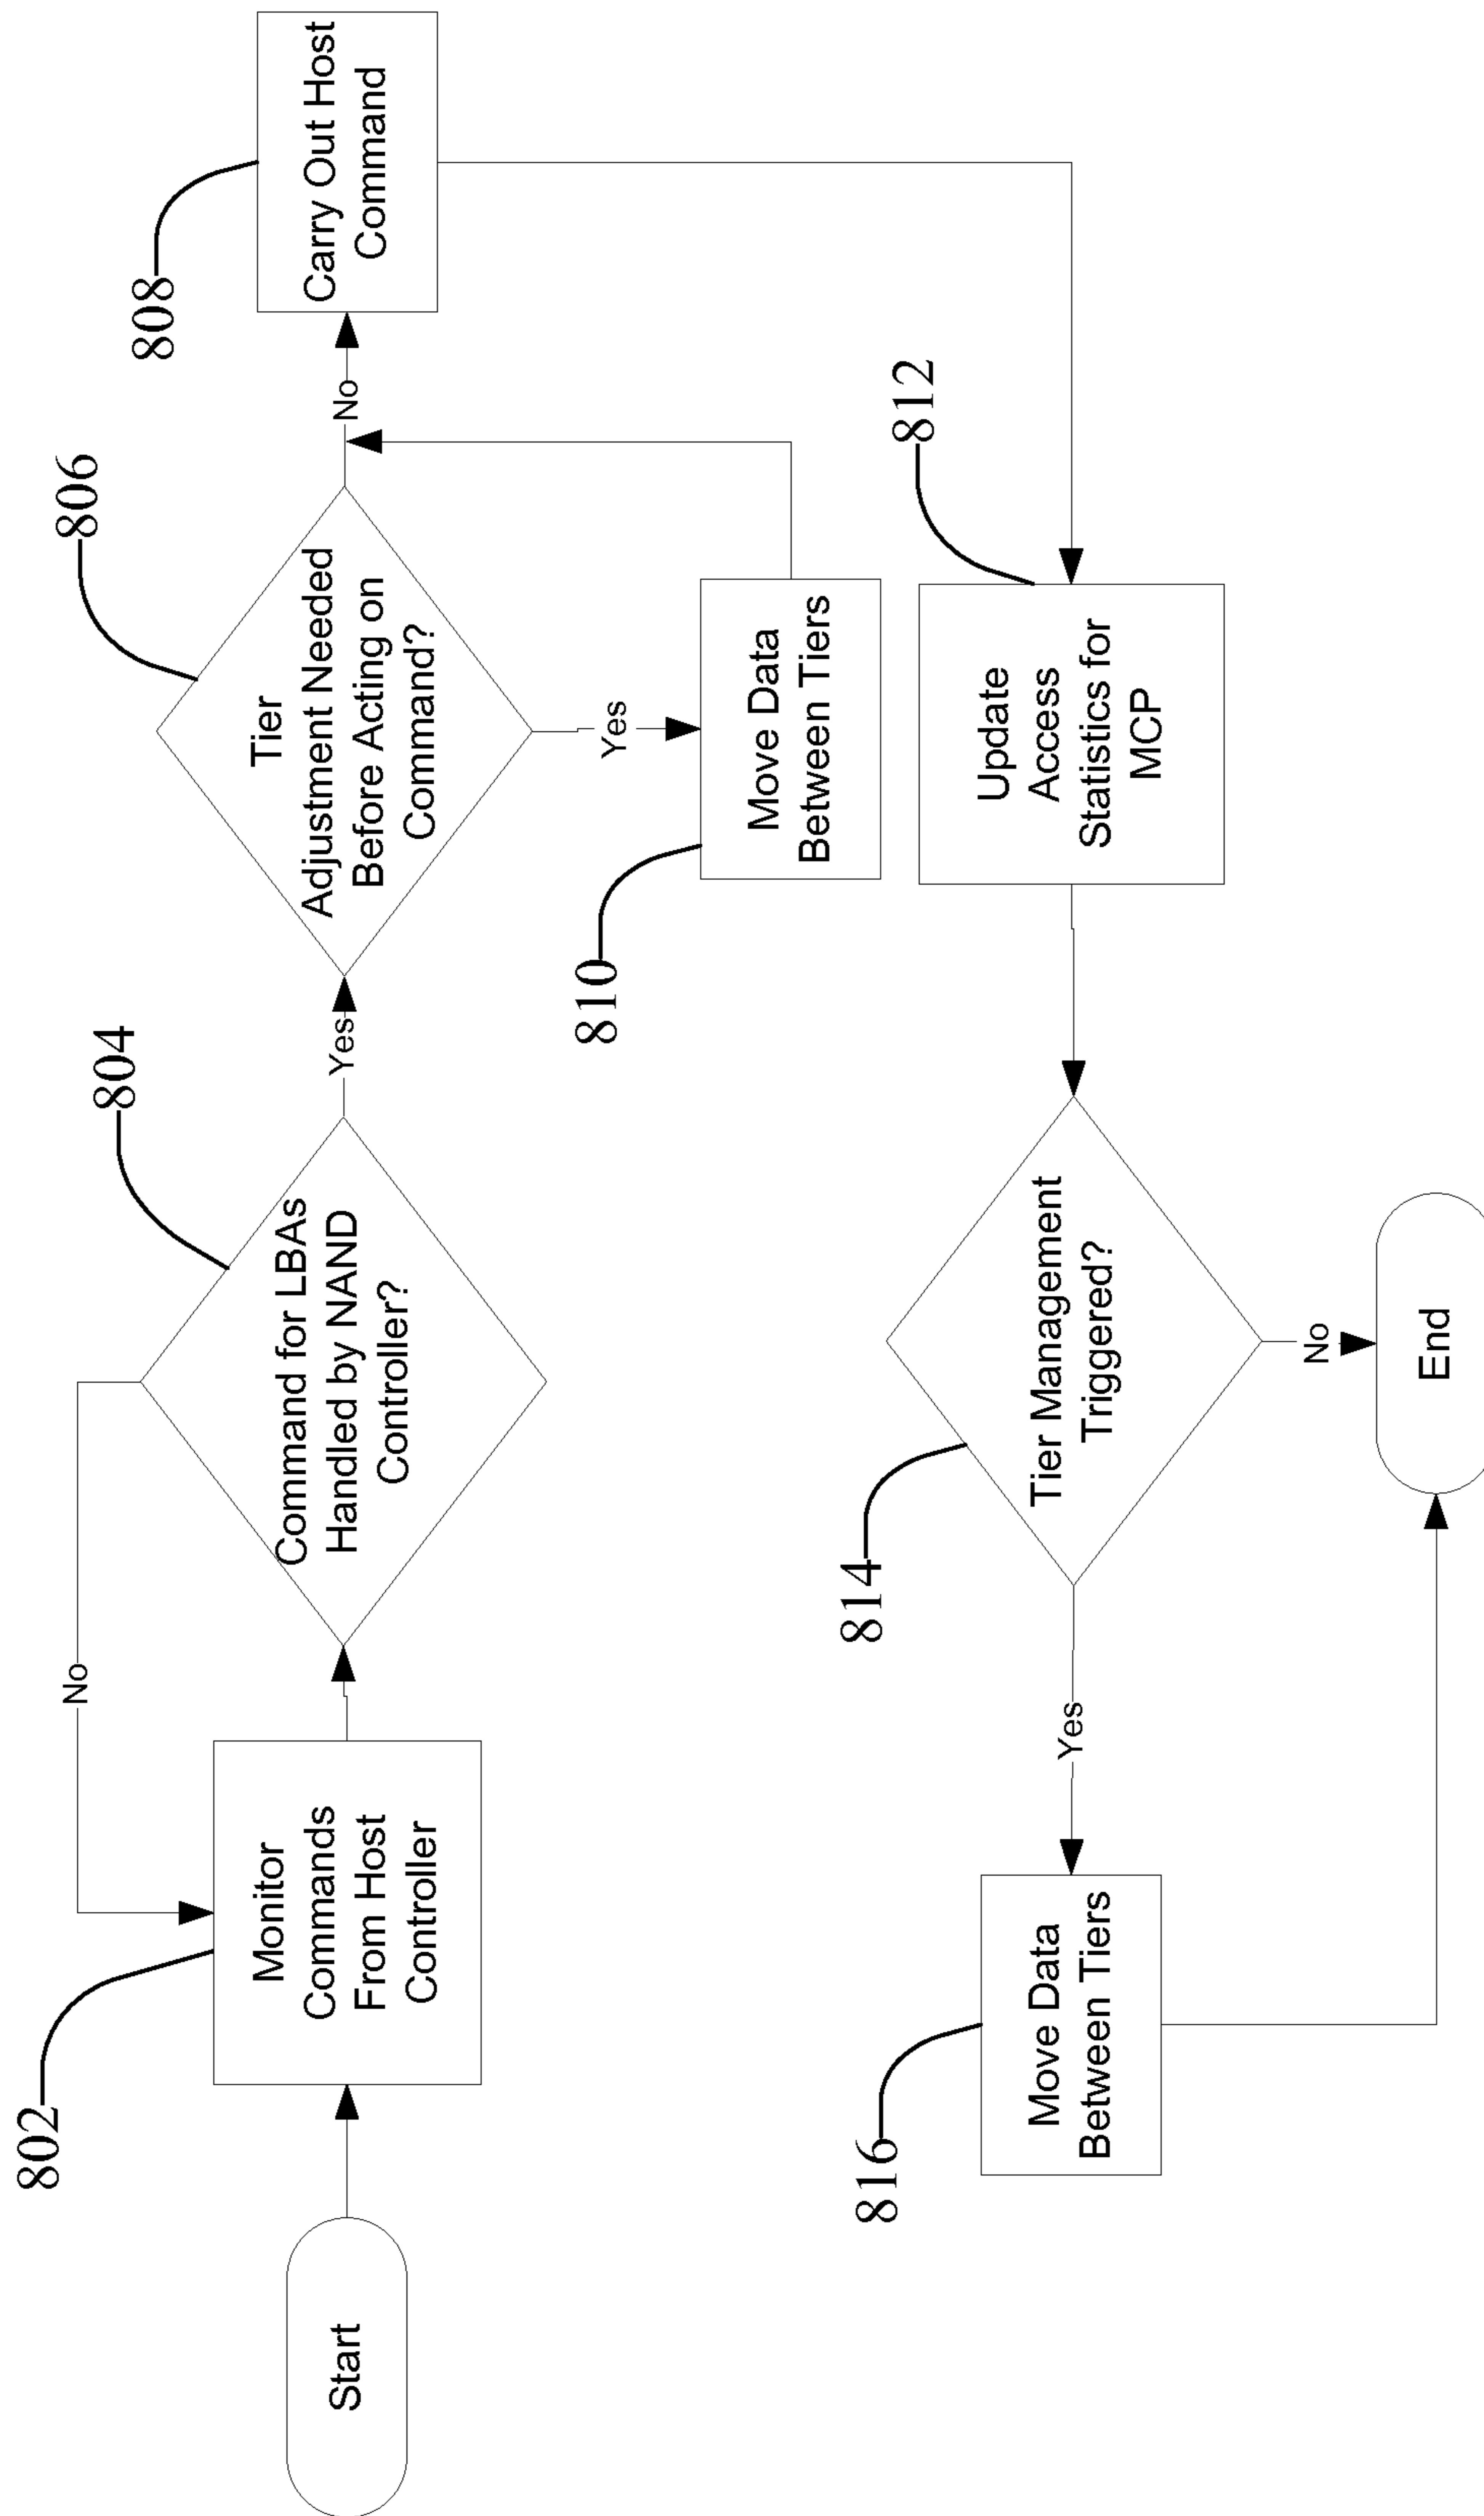 Start
802
Monitor
Commands
From Host
Controller
No
804
Command for LBAs
Handled by NAND
Controller?
Yes
806
Tier
Adjustment Needed
Before Acting on
Command?
No
808
Carry Out Host
Command
Yes
810
Move Data
Between Tiers
812
Update
Access
Statistics for
MCP
814
Tier Management
Triggered?
Yes
816
Move Data
Between Tiers
No
End